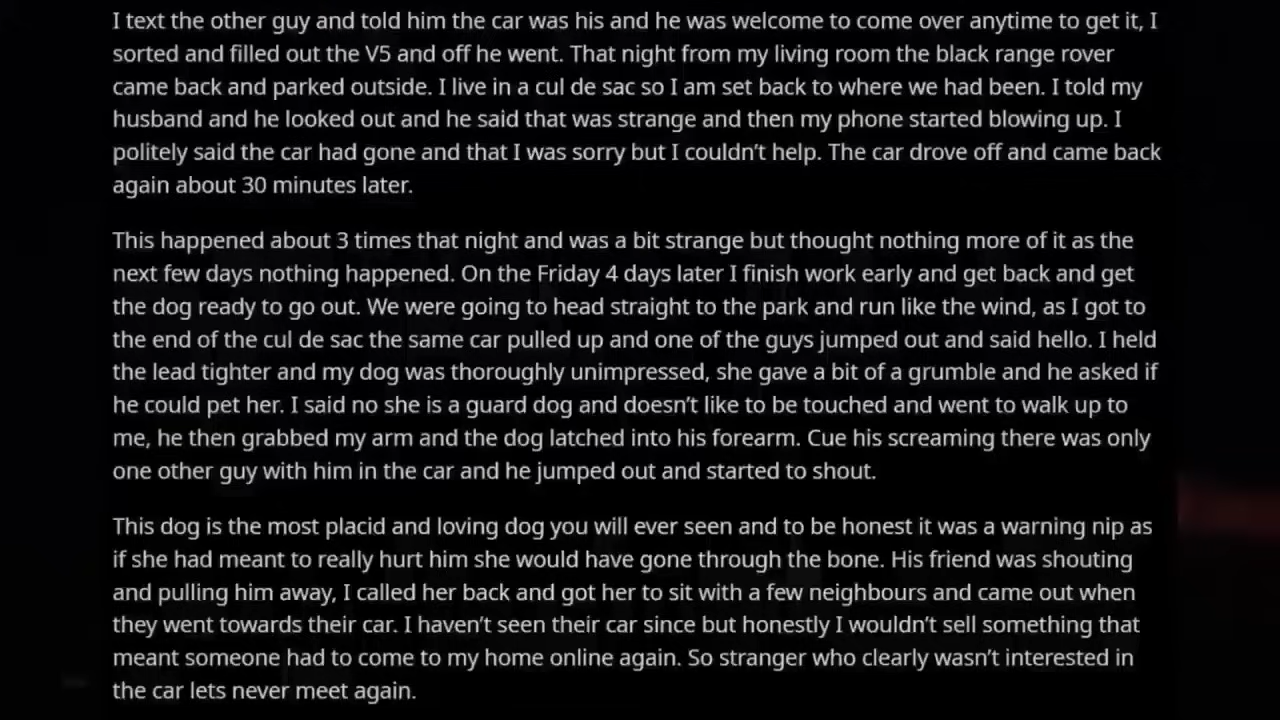 I text the other guy and told him the car was his and he was welcome to come over anytime to get it, I
sorted and filled out the V5 and off he went. That night from my living room the black range rover
came back and parked outside. I live in a cul de sac so I am set back to where we had been. I told my
husband and he looked out and he said that was strange and then my phone started blowing up. I
politely said the car had gone and that I was sorry but I couldn't help. The car drove off and came back
again about 30 minutes later.
This happened about 3 times that night and was a bit strange but thought nothing more of it as the
next few days nothing happened. On the Friday 4 days later I finish work early and get back and get
the dog ready to go out. We were going to head straight to the park and run like the wind, as I got to
the end of the cul de sac the same car pulled up and one of the guys jumped out and said hello. I held
the lead tighter and my dog was thoroughly unimpressed, she gave a bit of a grumble and he asked if
he could pet her. I said no she is a guard dog and doesn't like to be touched and went to walk up to
me, he then grabbed my arm and the dog latched into his forearm. Cue his screaming there was only
one other guy with him in the car and he jumped out and started to shout.
This dog is the most placid and loving dog you will ever seen and to be honest it was a warning nip as
if she had meant to really hurt him she would have gone through the bone. His friend was shouting
and pulling him away, I called her back and got her to sit with a few neighbours and came out when
they went towards their car. I haven't seen their car since but honestly I wouldn't sell something that
meant someone had to come to my home online again. So stranger who clearly wasn't interested in
the car lets never meet again.